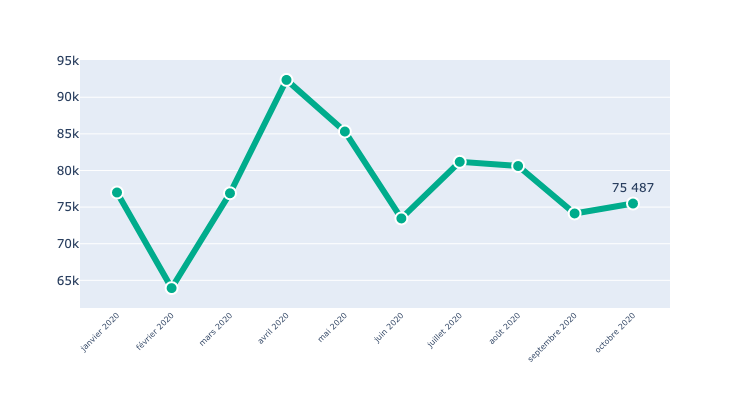 95k
90k
85k
80k
75k
70k
65k
75 487
janvier 2020
février 2020
mars 2020
avril 2020
mai 2020
juin 2020
juillet 2020
août 2020
septembre 2020
octobre 2020